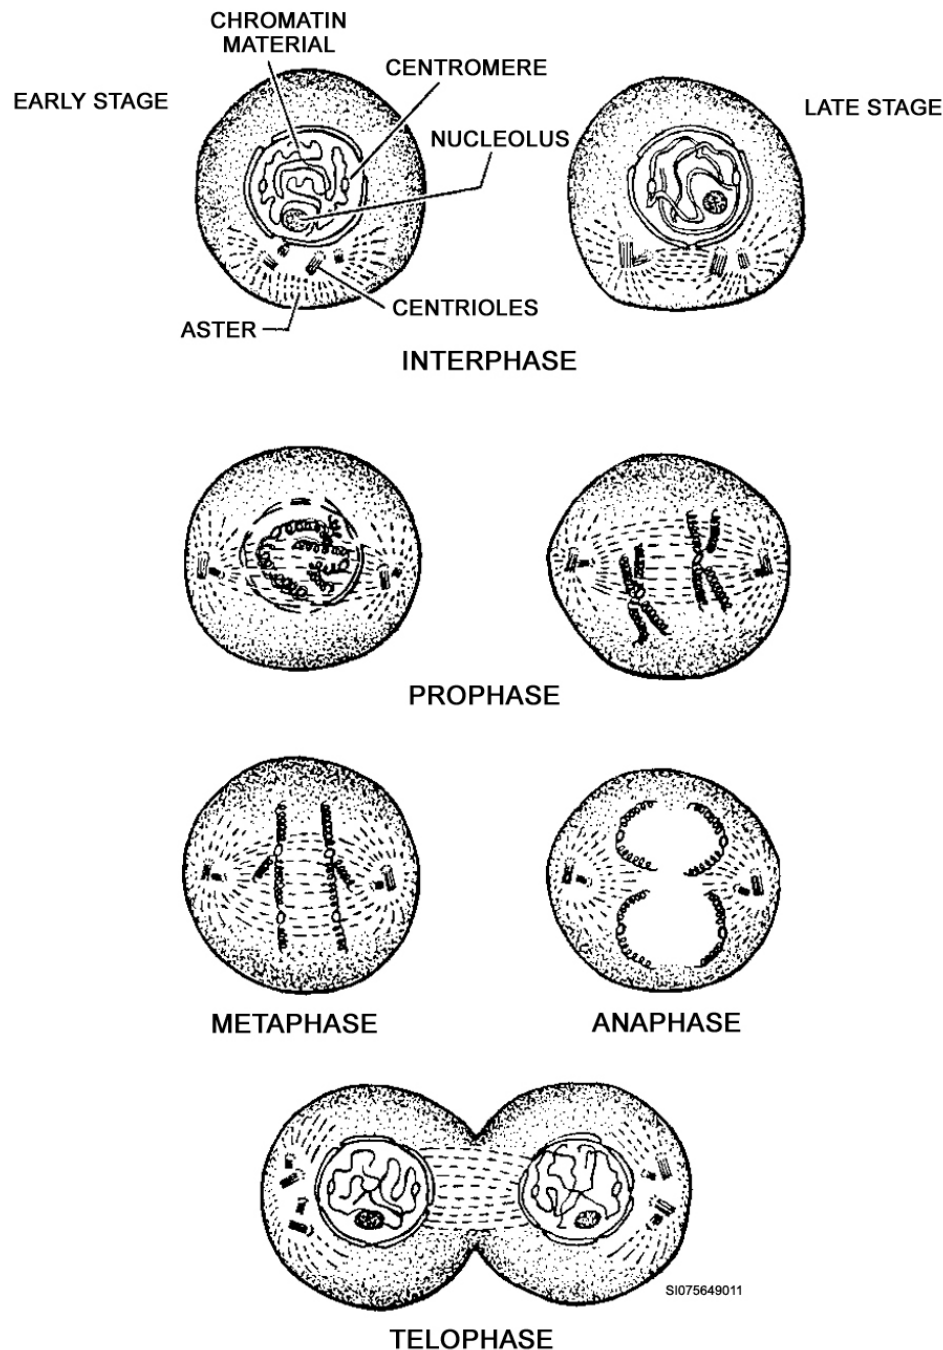 CHROMATIN
MATERIAL
CENTROMERE
EARLY STAGE
LATE STAGE
NUCLEOLUS
CENTRIOLES
ASTER
INTERPHASE
PROPHASE
METAPHASE
ANAPHASE
SI075649011
TELOPHASE